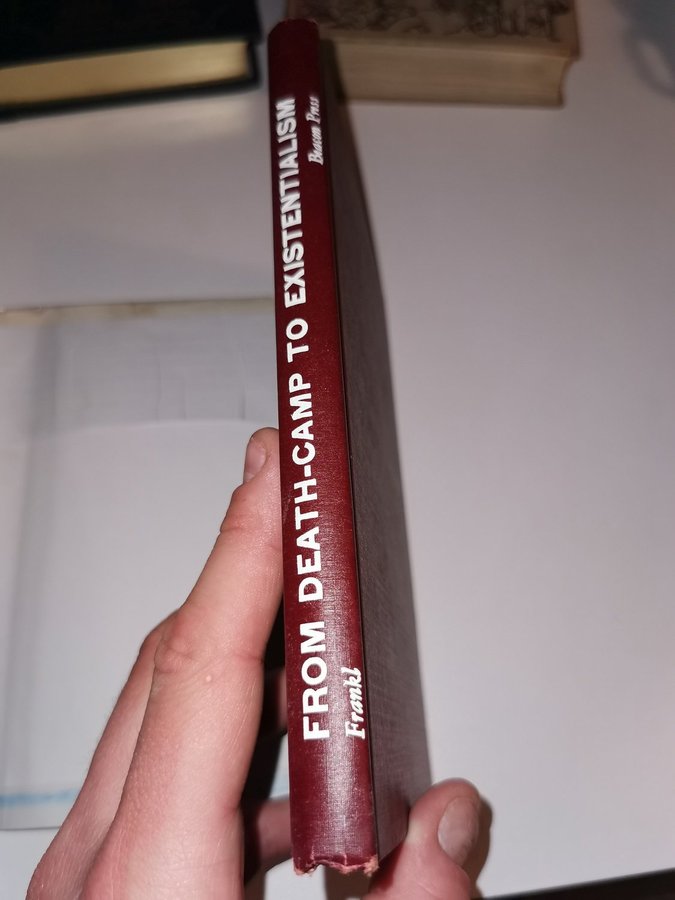 FROM DEATH-CAMP TO EXISTENTIALISM
Frankl
Beacon Press